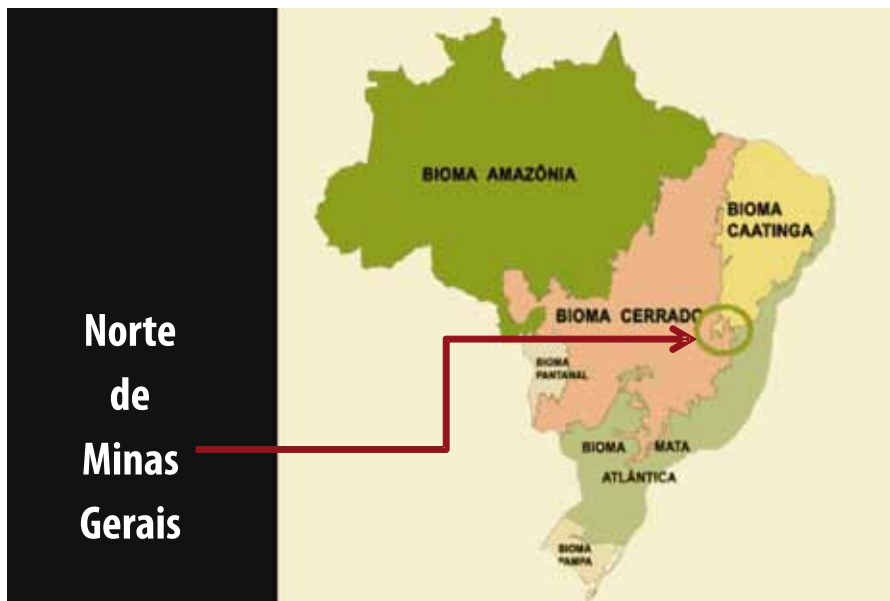 Norte
de
Minas
Gerais
BIOMA AMAZÔNIA
BIOMA
CAATINGA
BIOMA CERRADO
BIOMA
PANTANAL
BIOMA MATA
ATLÂNTICA
BIOMA
PAMPA